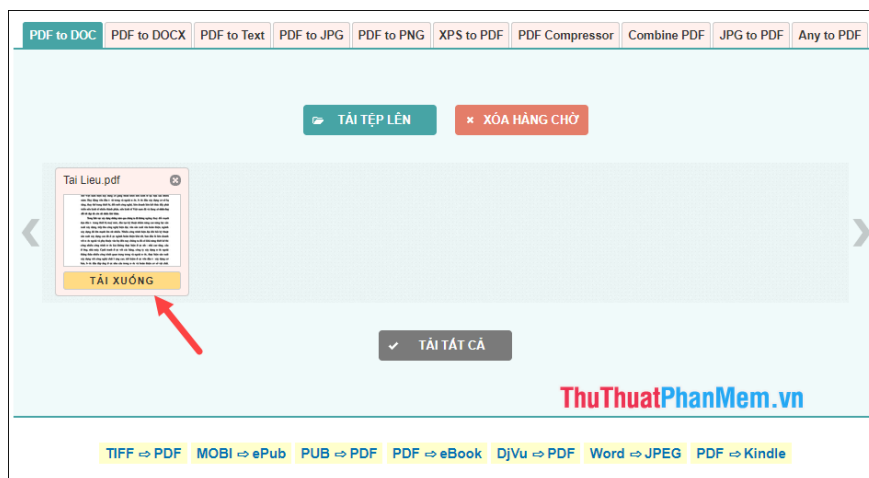 PDF to DOC PDF to DOCX PDF to Text PDF to JPG PDF to PNG XPS to PDF PDF Compressor Combine PDF JPG to PDF Any to PDF
TẢI TỆP LÊN XÓA HÀNG CHỜ
Tai Lieu.pdf
TẢI XUỐNG
TẢI TẤT CẢ
ThuThuatPhanMem.vn
TIFF ⇨ PDF MOBI ⇨ ePub PUB ⇨ PDF PDF ⇨ eBook DjVu ⇨ PDF Word ⇨ JPEG PDF ⇨ Kindle